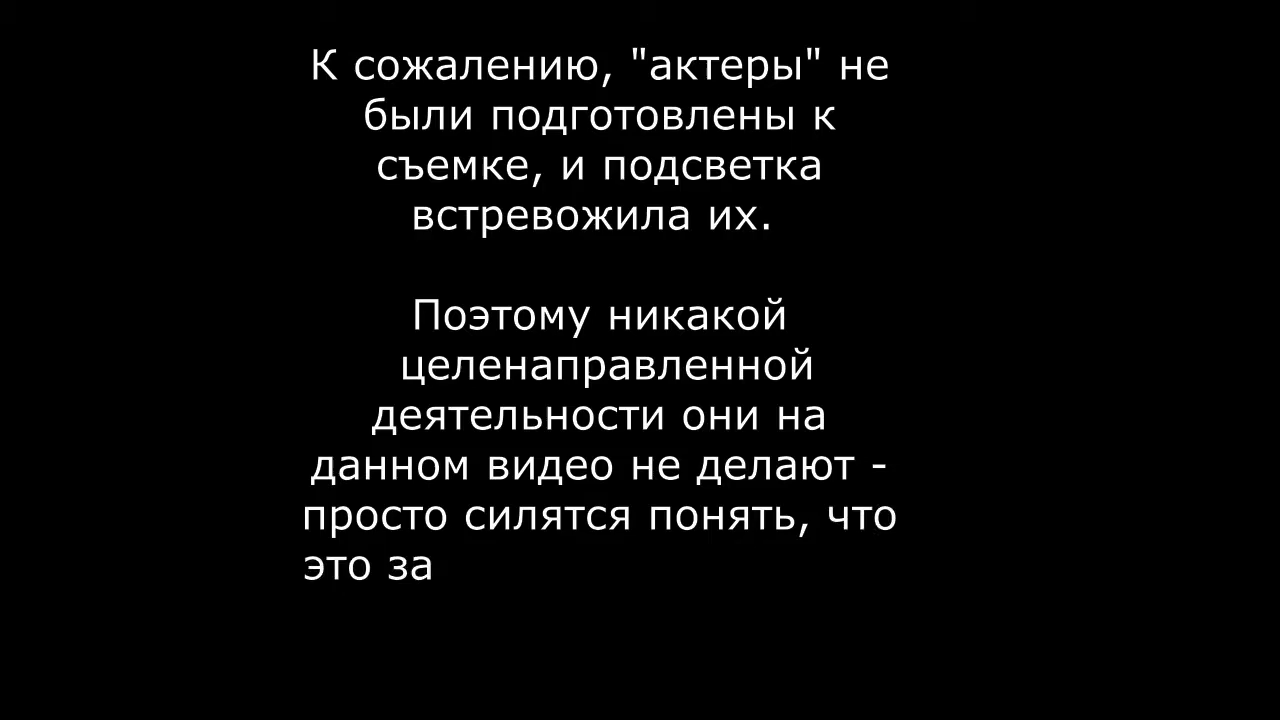 К сожалению, "актеры" не
были подготовлены к
съемке, и подсветка
встревожила их.
Поэтому никакой
целенаправленной
деятельности они на
данном видео не делают -
просто силятся понять, что
это за